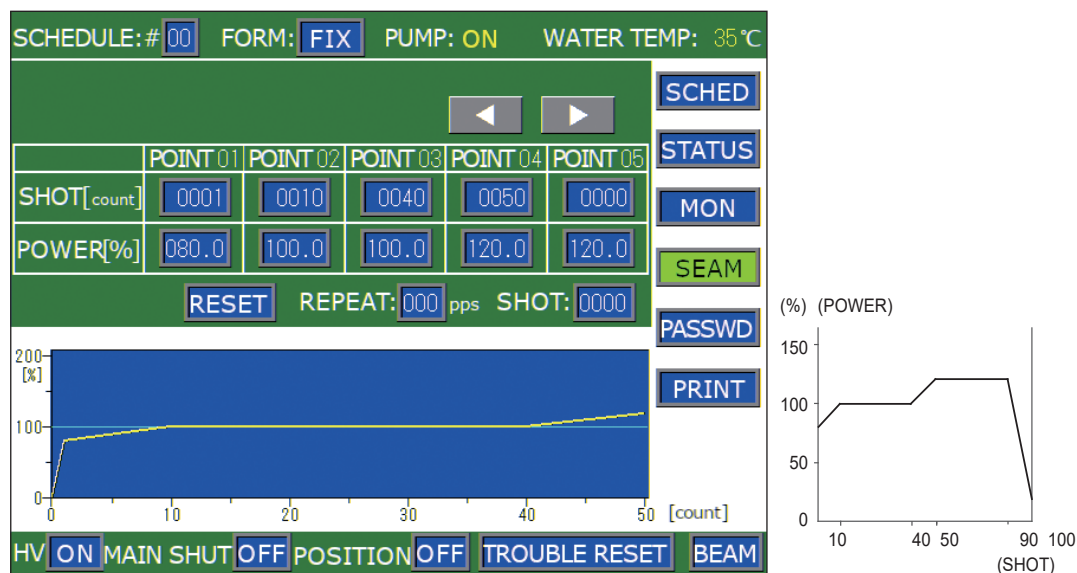 SCHEDULE:# 00 FORM: FIX PUMP: ON WATER TEMP: 35℃
SCHED
STATUS
MON
SEAM
PASSWD
PRINT
◀ ▶
POINT 01 POINT 02 POINT 03 POINT 04 POINT 05
SHOT[count] 0001 0010 0040 0050 0000
POWER[%] 080.0 100.0 100.0 120.0 120.0
RESET REPEAT: 000 pps SHOT: 0000
200
[%]
100
0
0 10 20 30 40 50 [count]
HV ON MAIN SHUT OFF POSITION OFF TROUBLE RESET BEAM
(%) (POWER)
150
100
50
0
10 40 50 90 100
(SHOT)